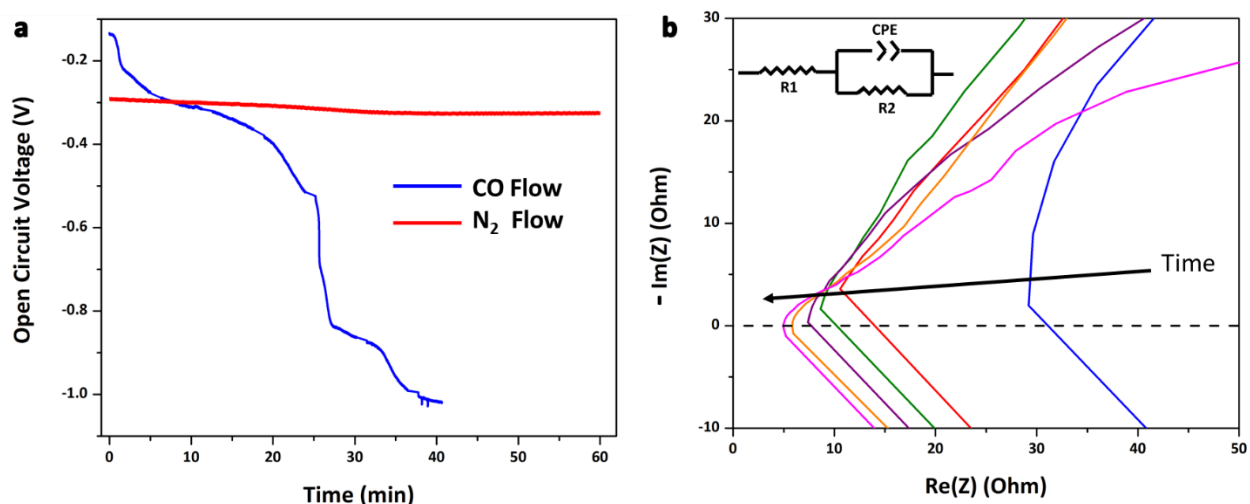 a
Open Circuit Voltage (V)
-0.2
-0.4
-0.6
-0.8
-1.0
CO Flow
N₂ Flow
0
10
20
30
40
50
60
Time (min)
b
- Im(Z) (Ohm)
30
20
10
0
-10
CPE
R1
R2
Time
0
10
20
30
40
50
Re(Z) (Ohm)